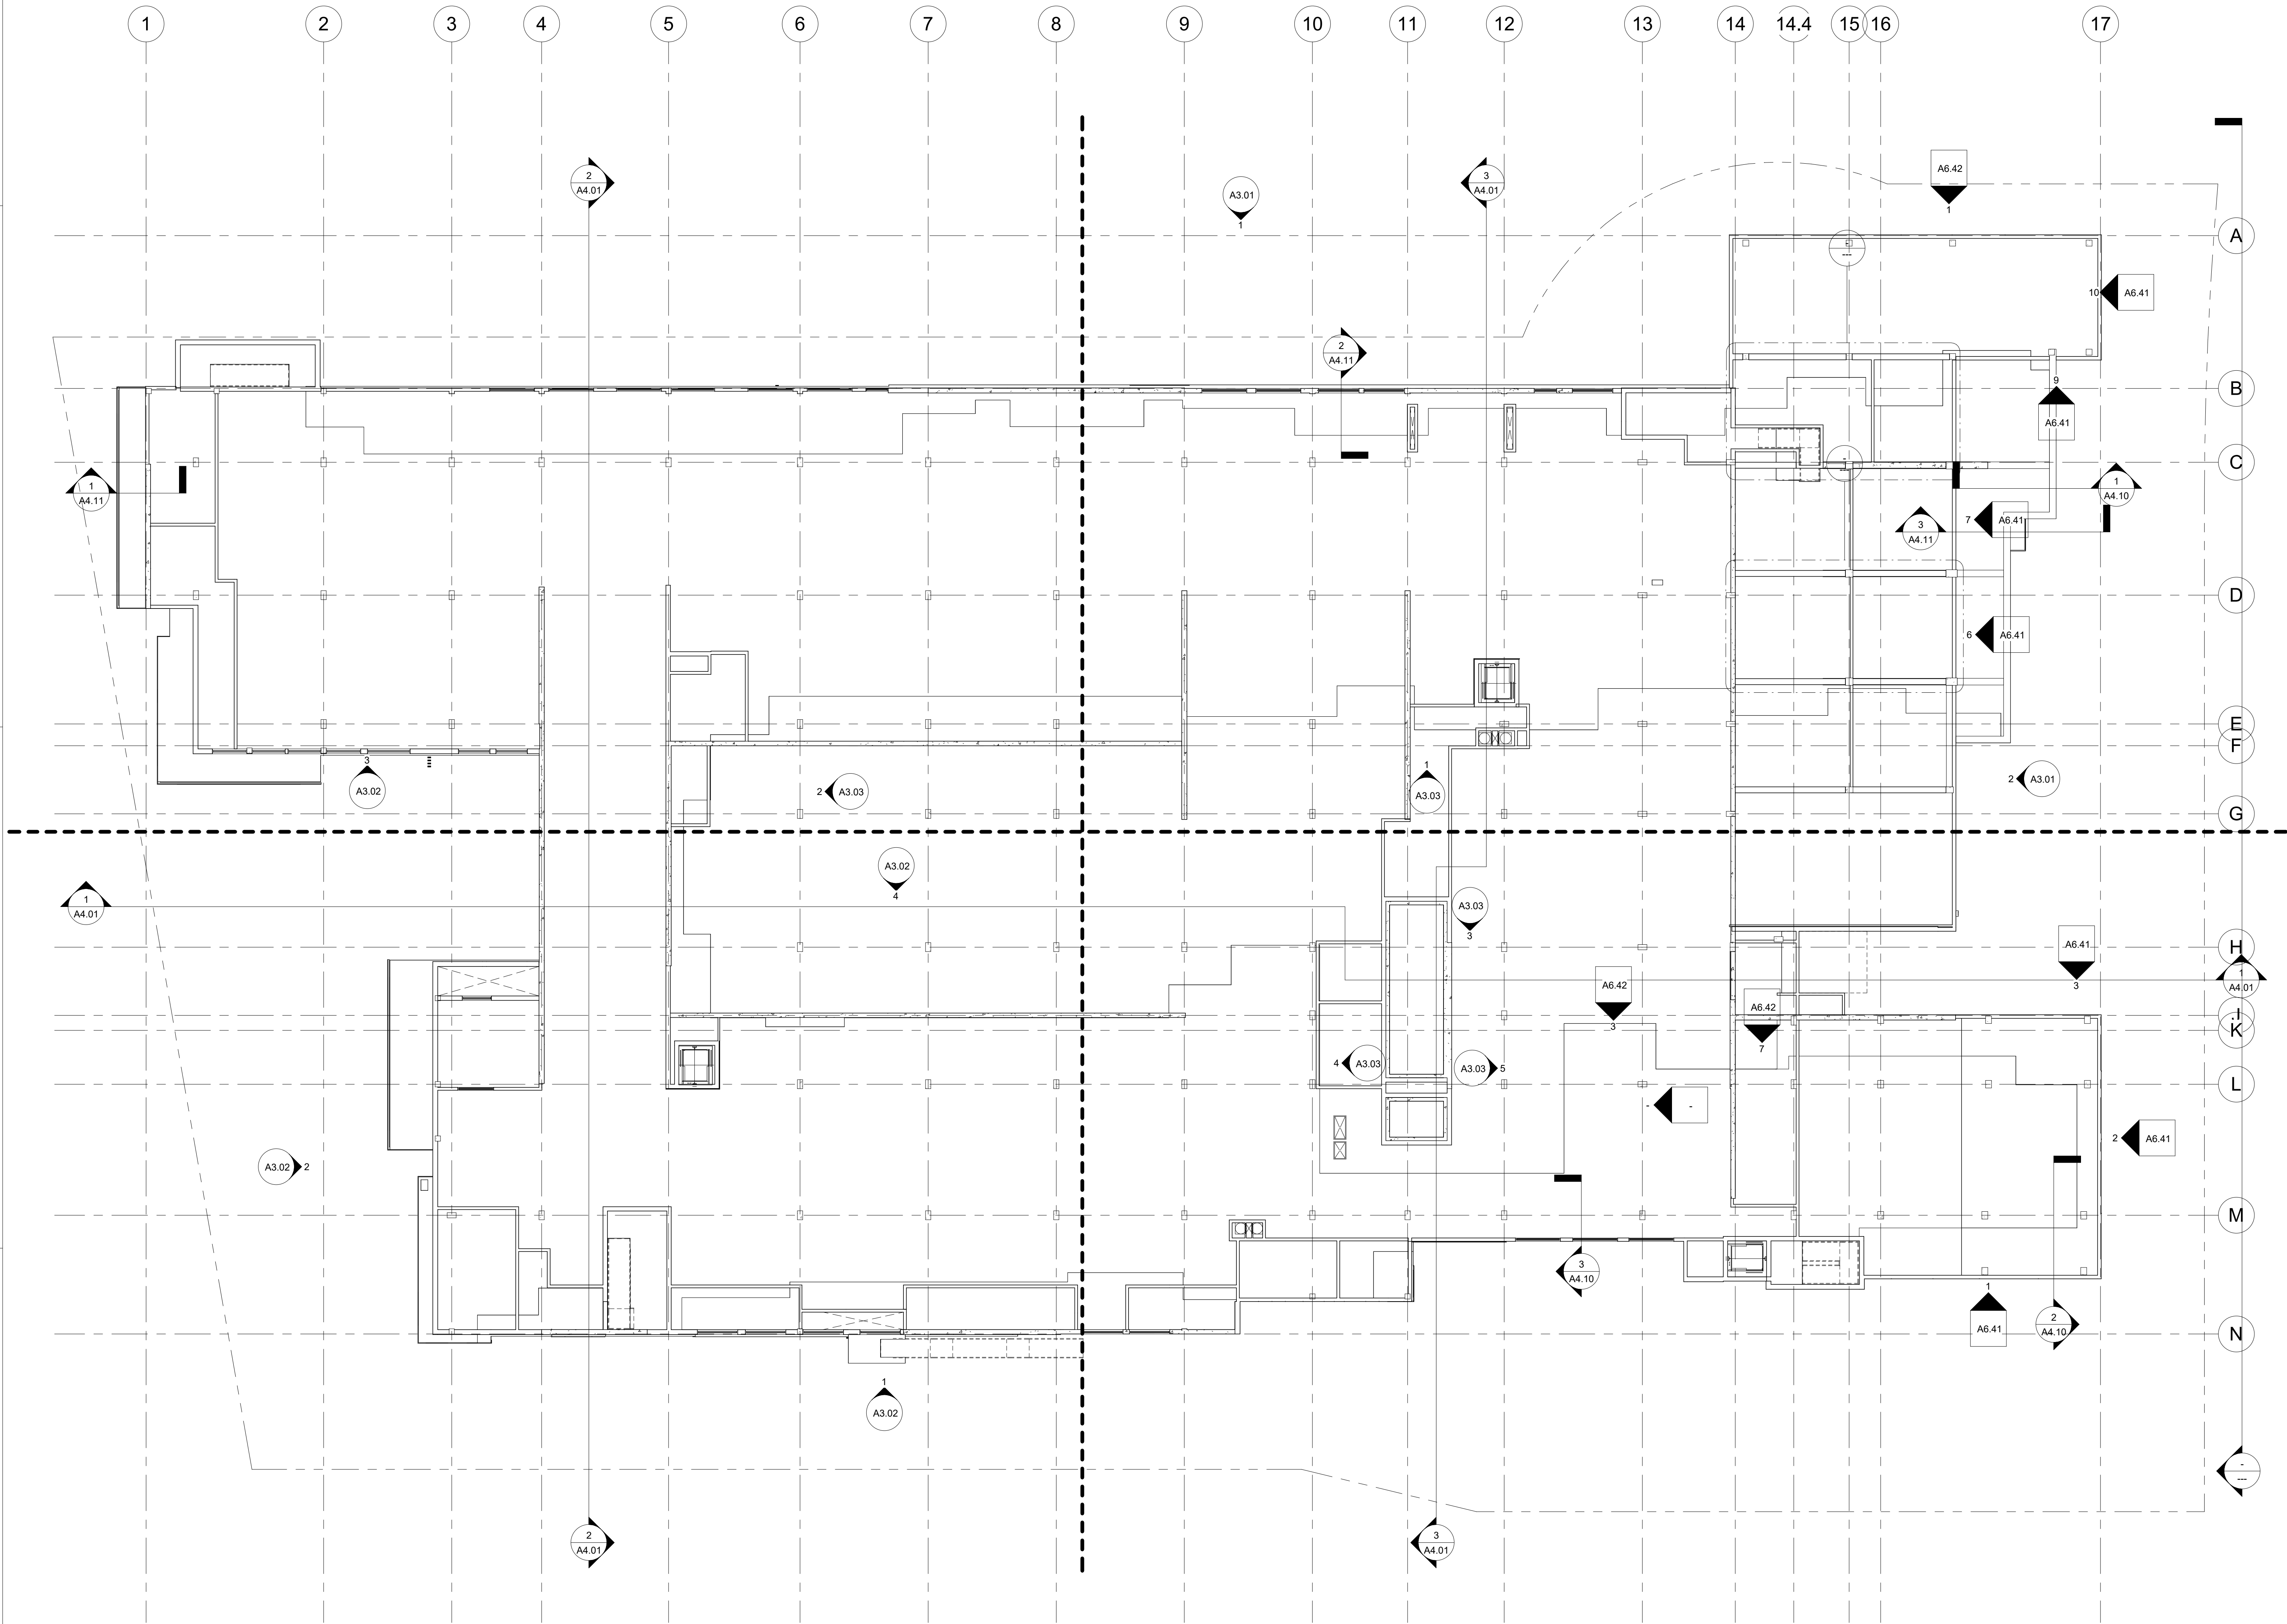 1 2 3 4 5 6 7 8 9 10 11 12 13 14 14.4 15 16 17
A6.42
1
2
A4.01
3
A4.01
A3.01
1
A
-
---
10 A6.41
2
A4.11
9
A6.41
B
C
-
1
A4.11
1
A4.10
7 A6.41
3
A4.11
D
6 A6.41
E
F
3
A3.02
2 A3.03
1
A3.03
2 A3.01
G
A3.02
4
1
A4.01
A3.03
3
A6.41
3
H
1
A4.01
A6.42
3
A6.42
7
J
K
4 A3.03
A3.03 5
L
- -
2 A6.41
A3.02 2
M
3
A4.10
1
A6.41
2
A4.10
N
1
A3.02
-
---
2
A4.01
3
A4.01